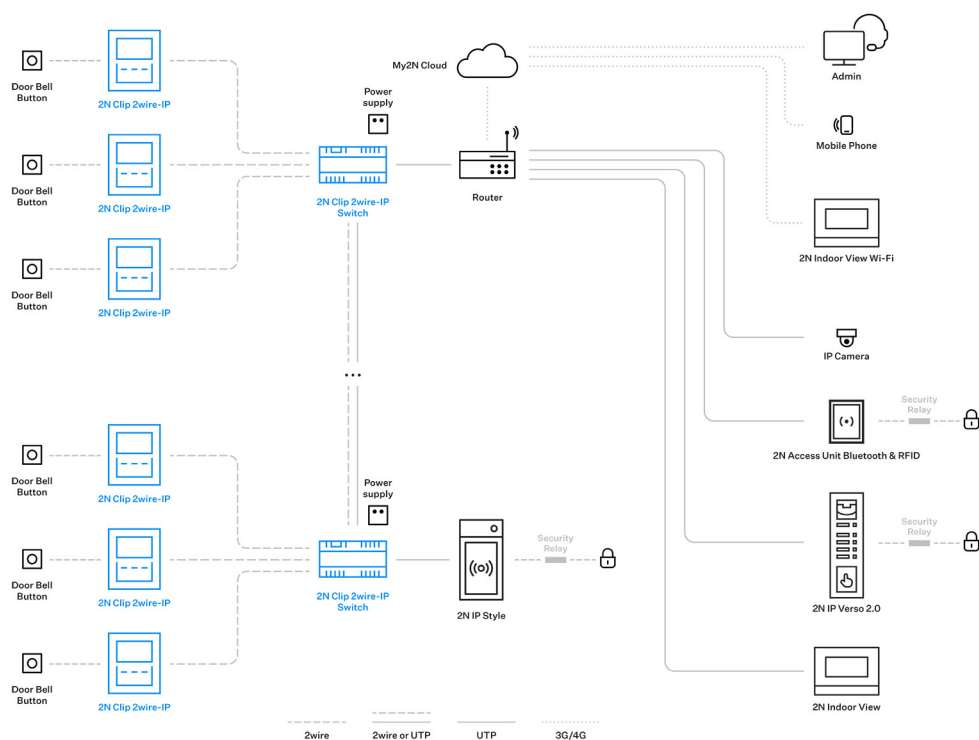 Door Bell
Button
2N Clip 2wire-IP
Door Bell
Button
2N Clip 2wire-IP
Door Bell
Button
2N Clip 2wire-IP
Power
supply
2N Clip 2wire-IP
Switch
My2N Cloud
Router
Admin
Mobile Phone
2N Indoor View Wi-Fi
IP Camera
Security
Relay
2N Access Unit Bluetooth & RFID
Security
Relay
2N IP Verso 2.0
2N Indoor View
...
Door Bell
Button
2N Clip 2wire-IP
Door Bell
Button
2N Clip 2wire-IP
Door Bell
Button
2N Clip 2wire-IP
Power
supply
2N Clip 2wire-IP
Switch
2N IP Style
Security
Relay
2wire
2wire or UTP
UTP
3G/4G